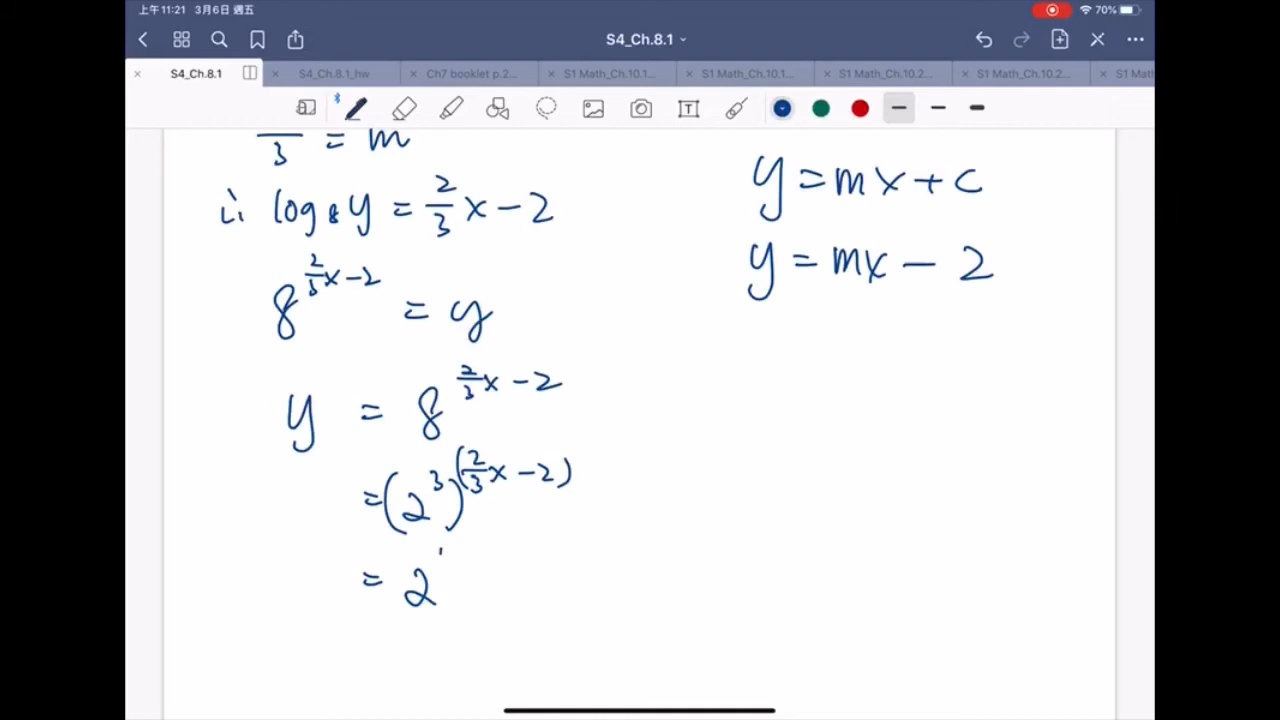 上午11:21 3月6日 週五
70%
S4_Ch.8.1
S4_Ch.8.1
S4_Ch.8.1_hw
Ch7 booklet p.2...
S1 Math_Ch.10.1...
S1 Math_Ch.10.1...
S1 Math_Ch.10.2...
S1 Math_Ch.10.2...
S1 Mat
3 = m
∴ log₈ y = 2/3 x − 2
8^(2/3 x − 2) = y
y = 8^(2/3 x − 2)
= (2³)^(2/3 x − 2)
= 2
y = mx + c
y = mx − 2